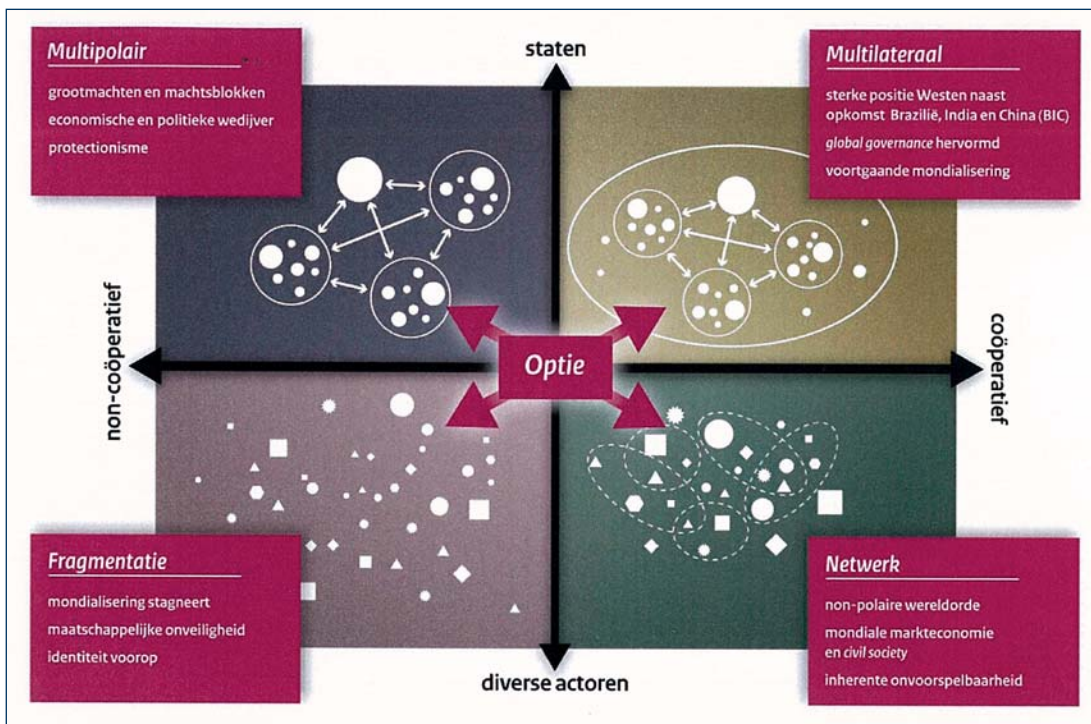 Multipolair
grootmachten en machtsblokken
economische en politieke wedijver
protectionisme
staten
Multilateraal
sterke positie Westen naast
opkomst Brazilië, India en China (BIC)
global governance hervormd
voortgaande mondialisering
non-coöperatief
Optie
coöperatief
Fragmentatie
mondialisering stagneert
maatschappelijke onveiligheid
identiteit voorop
diverse actoren
Netwerk
non-polaire wereldorde
mondiale markteconomie
en civil society
inherente onvoorspelbaarheid